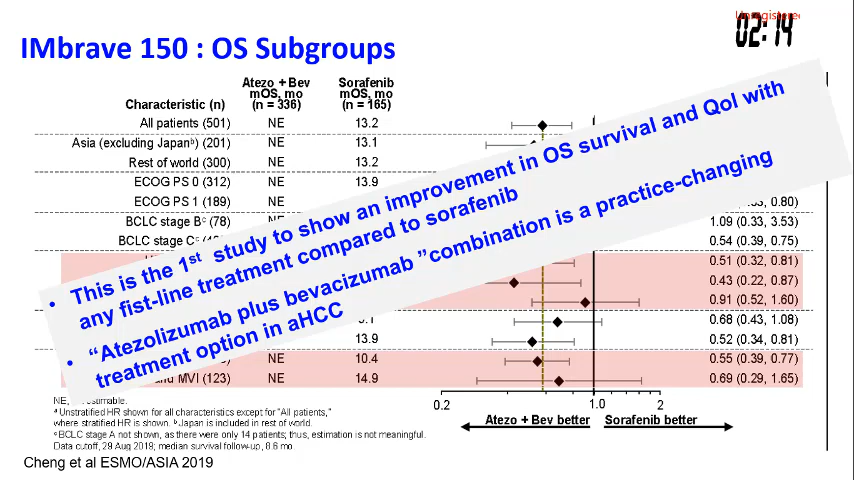 Unregistered
02:14
IMbrave 150 : OS Subgroups
Atezo + Bev Sorafenib
mOS, mo mOS, mo
Characteristic (n) (n = 336) (n = 165)
All patients (501) NE 13.2
Asia (excluding Japanᵇ) (201) NE 13.1
Rest of world (300) NE 13.2
ECOG PS 0 (312) NE 13.9
ECOG PS 1 (189) NE 0.80)
BCLC stage Bᶜ (78) NE 1.09 (0.33, 3.53)
BCLC stage Cᶜ 0.54 (0.39, 0.75)
0.51 (0.32, 0.81)
0.43 (0.22, 0.87)
0.91 (0.52, 1.60)
0.68 (0.43, 1.08)
13.9 0.52 (0.34, 0.81)
NE 10.4 0.55 (0.39, 0.77)
MVI (123) NE 14.9 0.69 (0.29, 1.65)
• This is the 1st study to show an improvement in OS survival and Qol with
any fist-line treatment compared to sorafenib
• “Atezolizumab plus bevacizumab ”combination is a practice-changing
treatment option in aHCC
0.2 1.0 2
Atezo + Bev better Sorafenib better
NE,
ᵃ Unstratified HR shown for all characteristics except for "All patients,"
where stratified HR is shown. ᵇ Japan is included in rest of world.
ᶜ BCLC stage A not shown, as there were only 14 patients; thus, estimation is not meaningful.
Data cutoff, 29 Aug 2019; median survival follow-up, 8.6 mo.
Cheng et al ESMO/ASIA 2019